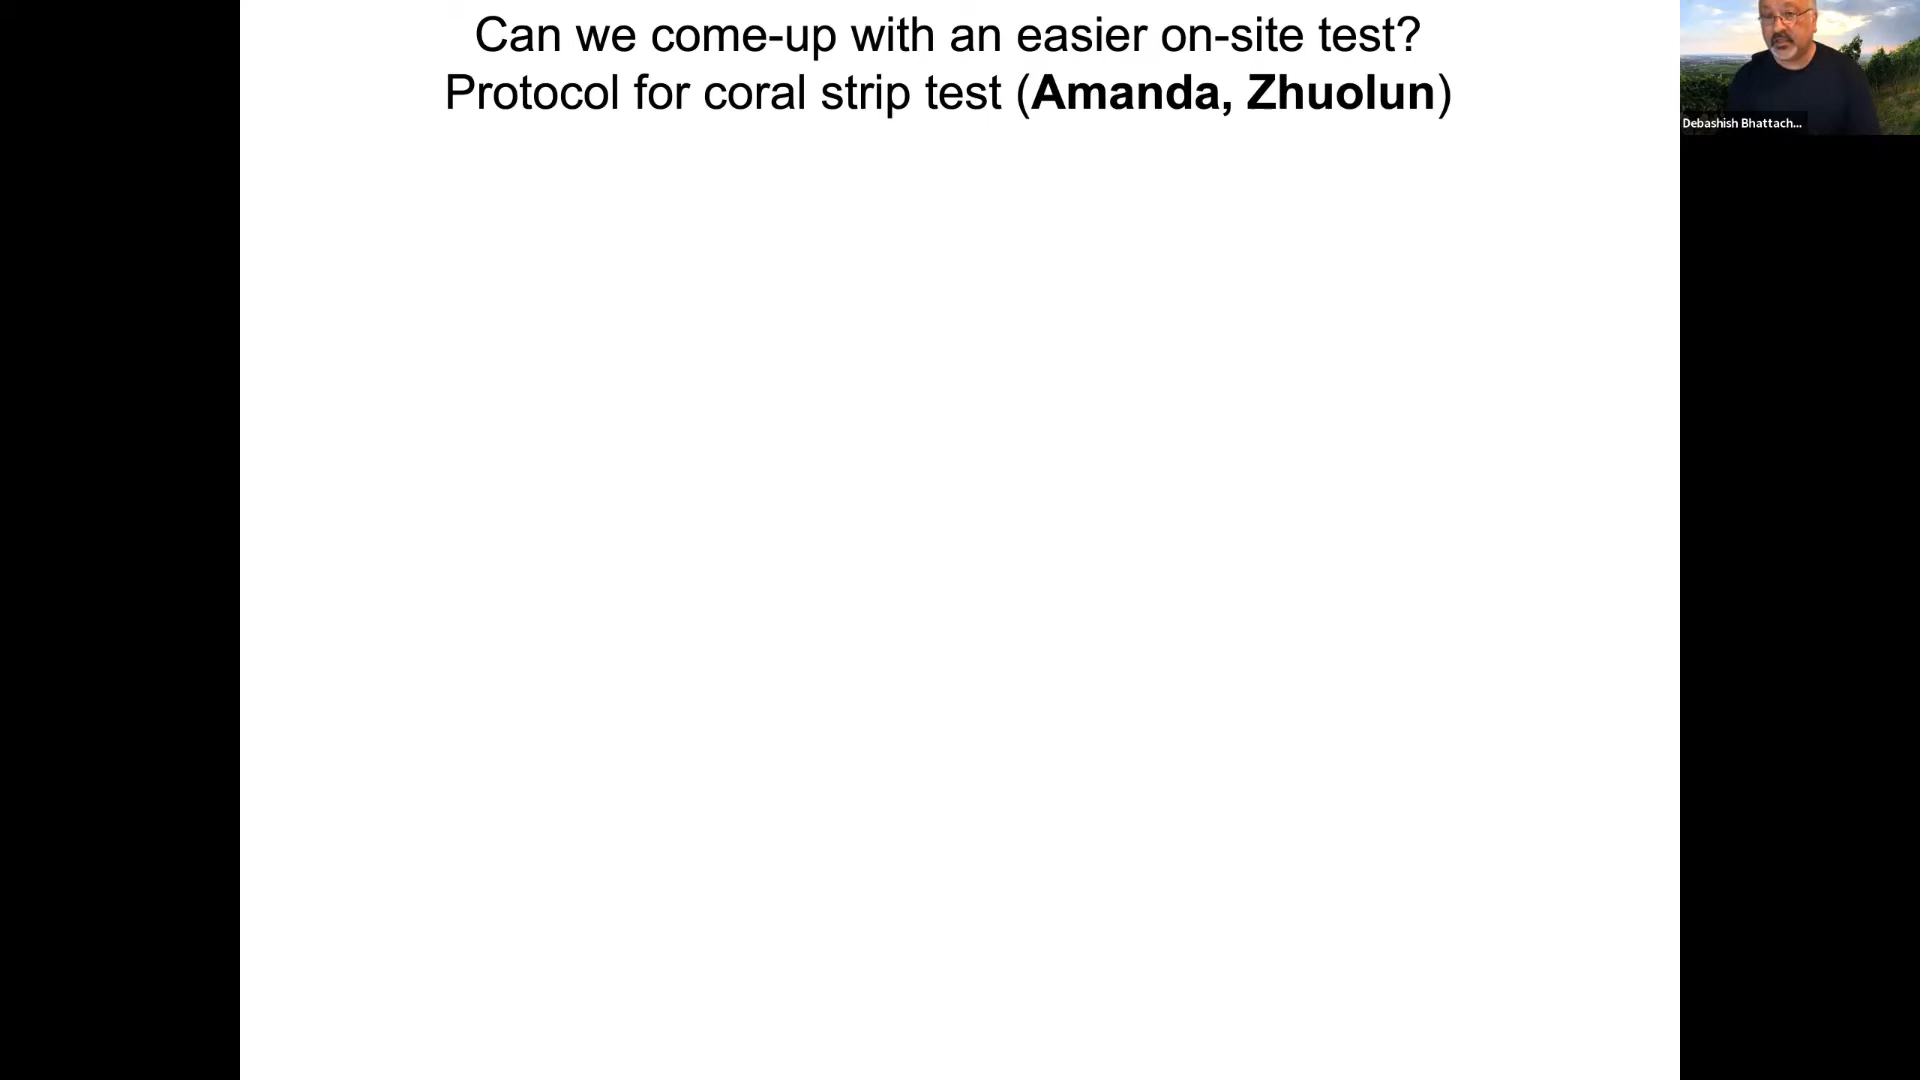 Can we come-up with an easier on-site test?
Protocol for coral strip test (Amanda, Zhuolun)
Debashish Bhattach...